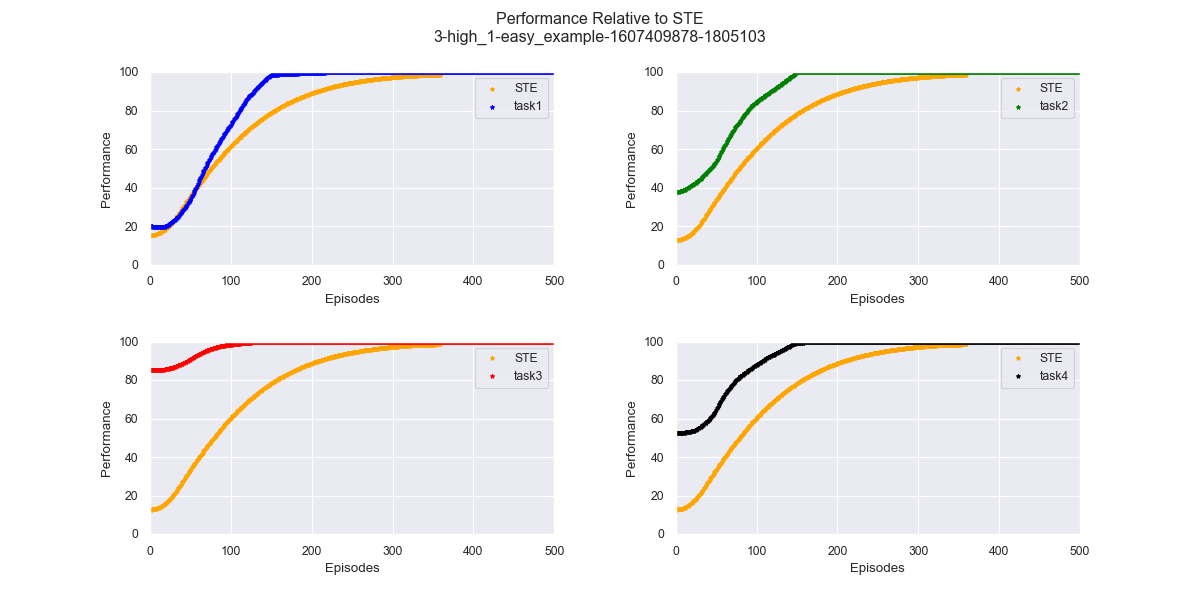 Performance Relative to STE
3-high_1-easy_example-1607409878-1805103
100
80
60
40
20
0
Performance
0 100 200 300 400 500
Episodes
STE
task1
100
80
60
40
20
0
Performance
0 100 200 300 400 500
Episodes
STE
task2
100
80
60
40
20
0
Performance
0 100 200 300 400 500
Episodes
STE
task3
100
80
60
40
20
0
Performance
0 100 200 300 400 500
Episodes
STE
task4